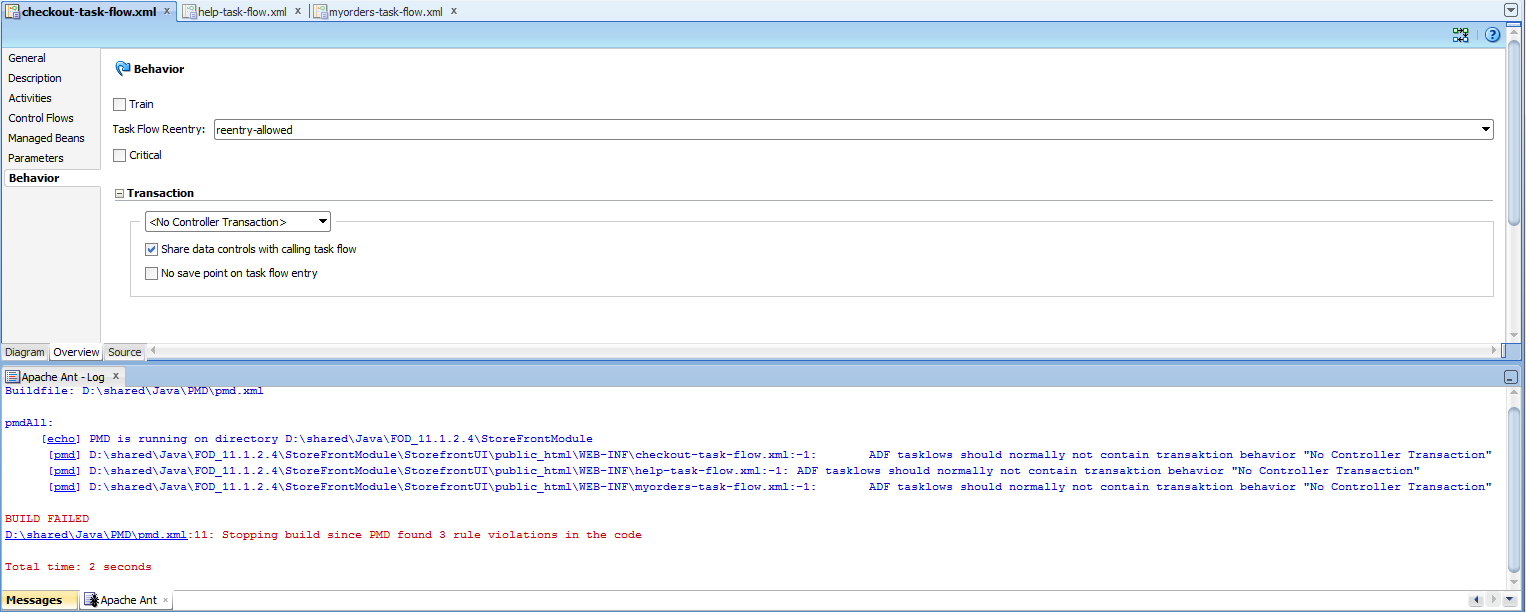 checkout-task-flow.xml x help-task-flow.xml x myorders-task-flow.xml x
?
General
Description
Activities
Control Flows
Managed Beans
Parameters
Behavior
Behavior
Train
Task Flow Reentry: reentry-allowed
Critical
Transaction
<No Controller Transaction>
Share data controls with calling task flow
No save point on task flow entry
Diagram Overview Source
Apache Ant - Log x
Buildfile: D:\shared\Java\PMD\pmd.xml
pmdAll:
[echo] PMD is running on directory D:\shared\Java\FOD_11.1.2.4\StoreFrontModule
[pmd] D:\shared\Java\FOD_11.1.2.4\StoreFrontModule\StorefrontUI\public_html\WEB-INF\checkout-task-flow.xml:-1: ADF tasklows should normally not contain transaktion behavior "No Controller Transaction"
[pmd] D:\shared\Java\FOD_11.1.2.4\StoreFrontModule\StorefrontUI\public_html\WEB-INF\help-task-flow.xml:-1: ADF tasklows should normally not contain transaktion behavior "No Controller Transaction"
[pmd] D:\shared\Java\FOD_11.1.2.4\StoreFrontModule\StorefrontUI\public_html\WEB-INF\myorders-task-flow.xml:-1: ADF tasklows should normally not contain transaktion behavior "No Controller Transaction"
BUILD FAILED
D:\shared\Java\PMD\pmd.xml:11: Stopping build since PMD found 3 rule violations in the code
Total time: 2 seconds
Messages Apache Ant x